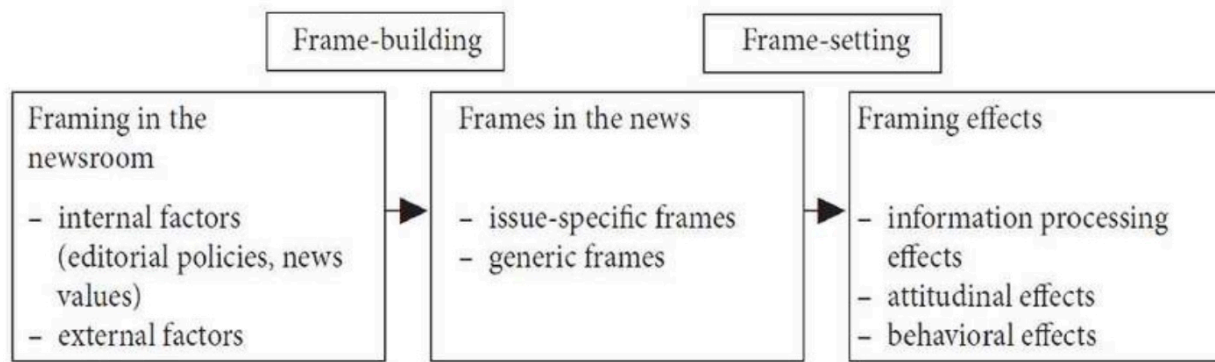 Frame-building
Frame-setting
Framing in the
newsroom
– internal factors
(editorial policies, news
values)
– external factors
Frames in the news
– issue-specific frames
– generic frames
Framing effects
– information processing
effects
– attitudinal effects
– behavioral effects